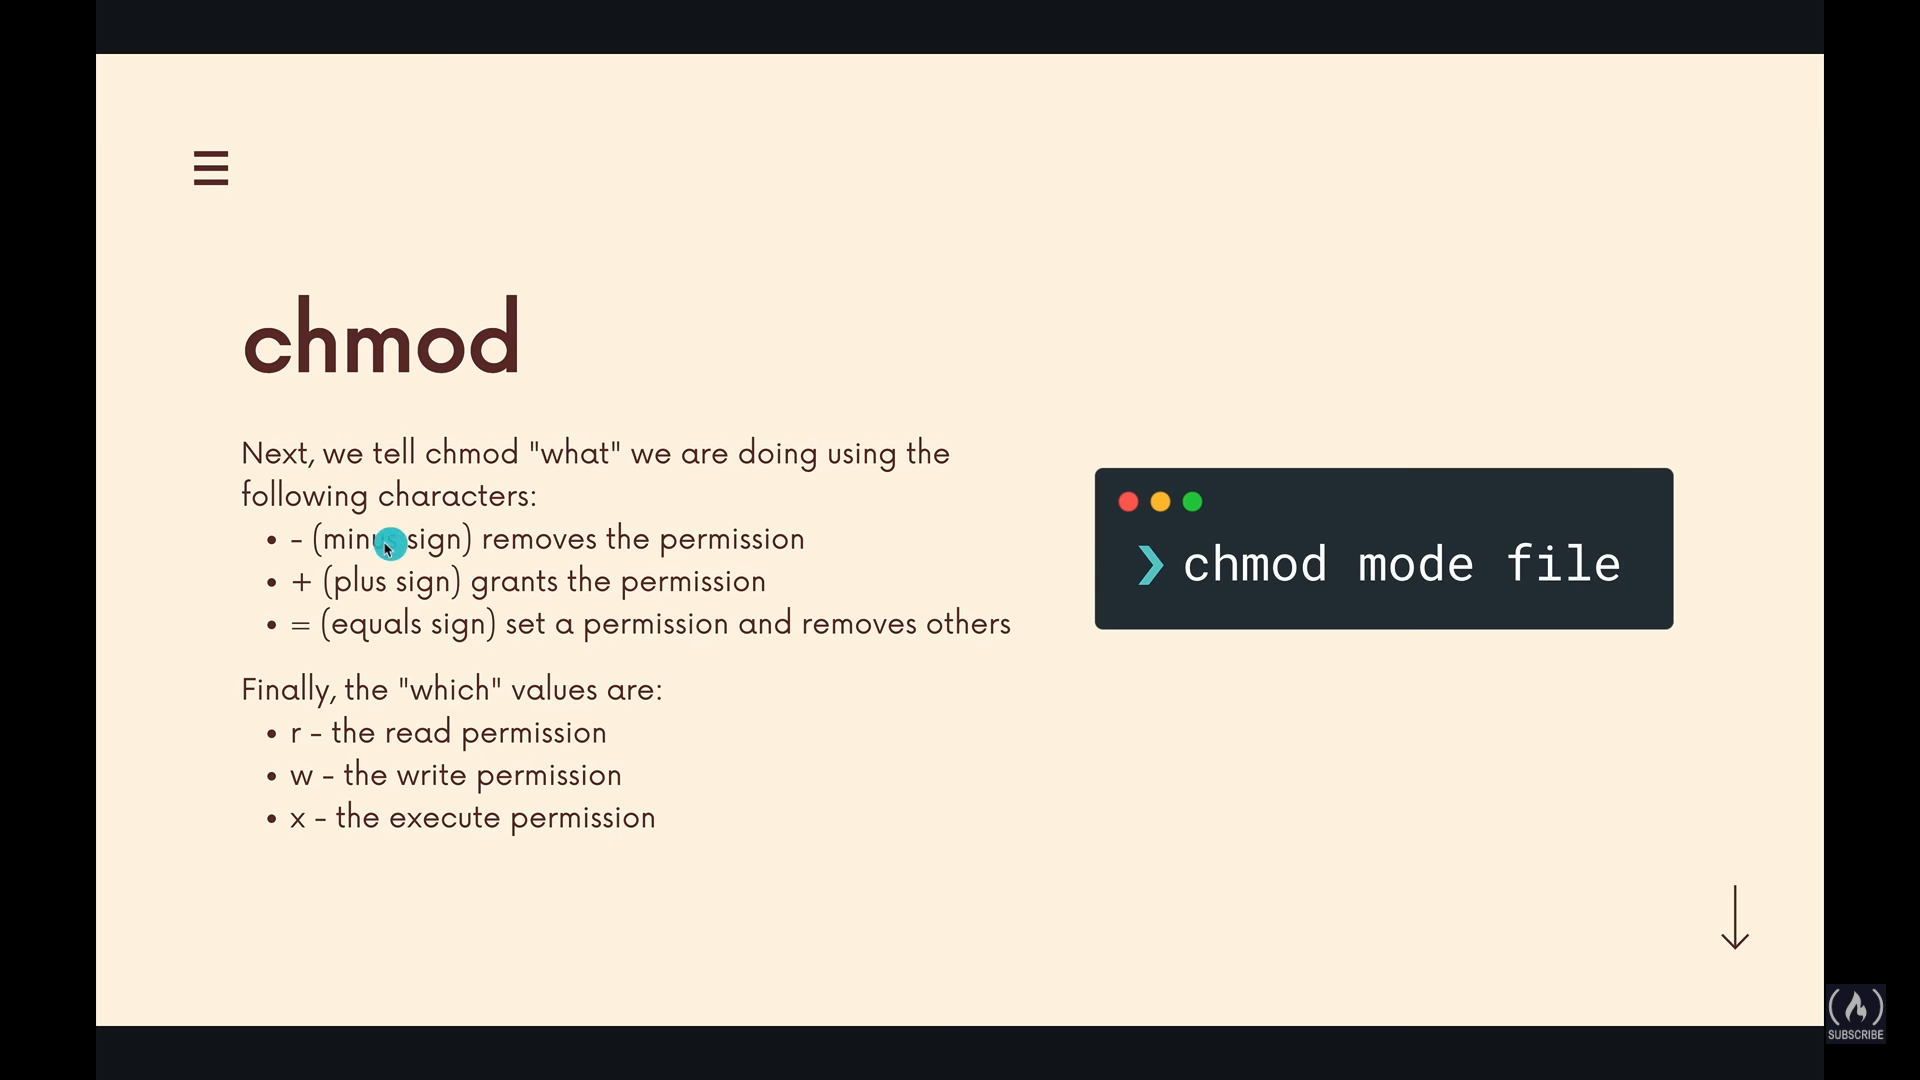 chmod
Next, we tell chmod "what" we are doing using the
following characters:
• - (minus sign) removes the permission
• + (plus sign) grants the permission
• = (equals sign) set a permission and removes others
Finally, the "which" values are:
• r - the read permission
• w - the write permission
• x - the execute permission
❯ chmod mode file
SUBSCRIBE